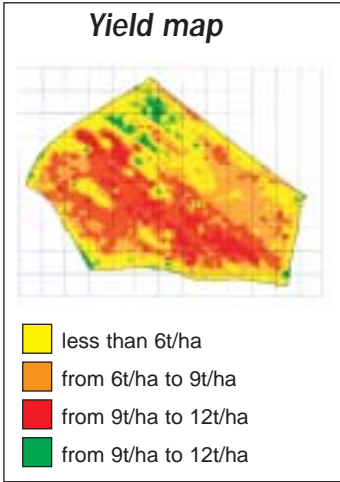 Yield map
less than 6t/ha
from 6t/ha to 9t/ha
from 9t/ha to 12t/ha
from 9t/ha to 12t/ha